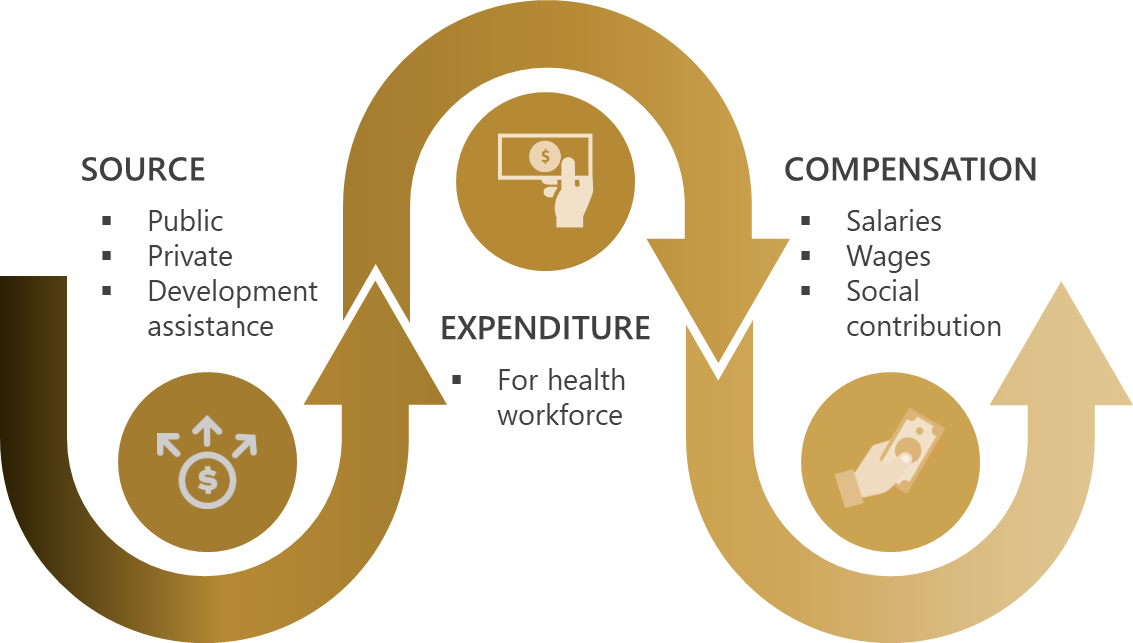 SOURCE
▪ Public
▪ Private
▪ Development
assistance
EXPENDITURE
▪ For health
workforce
COMPENSATION
▪ Salaries
▪ Wages
▪ Social
contribution
$
$